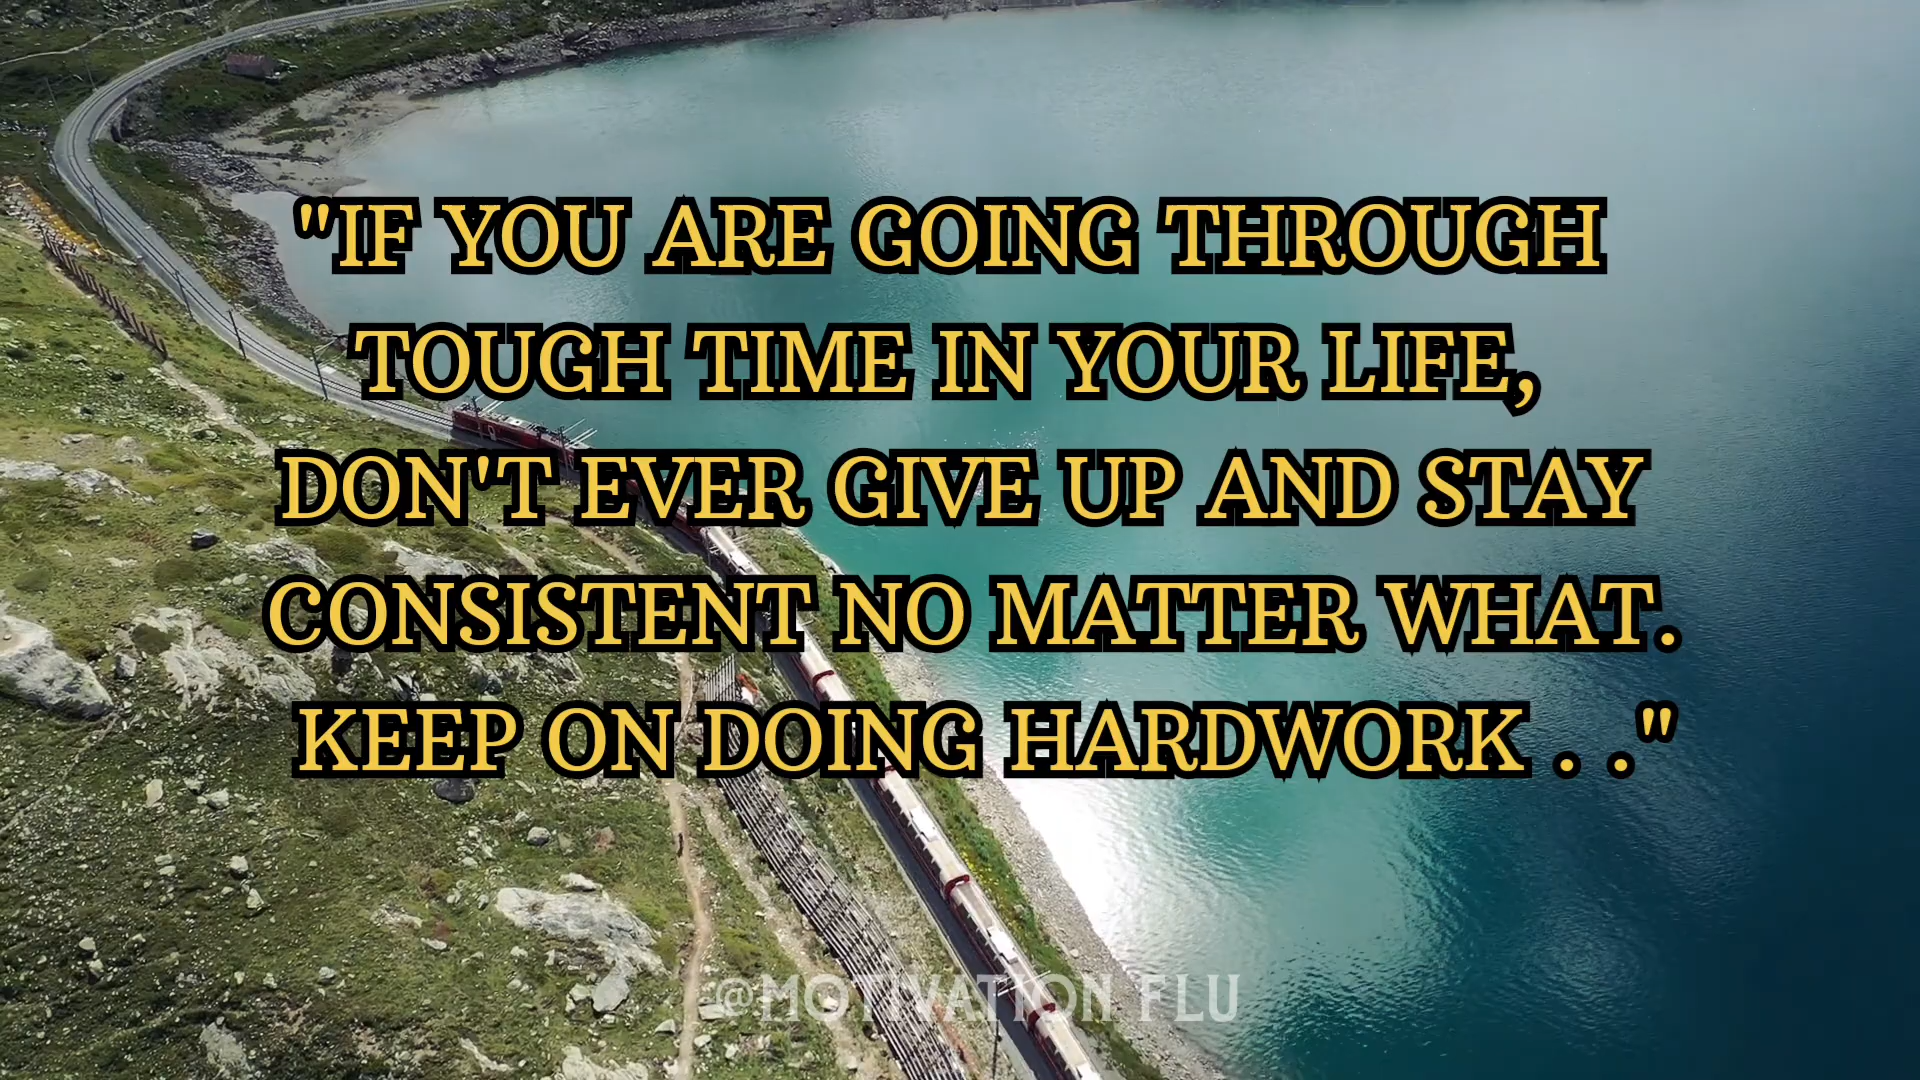 "IF YOU ARE GOING THROUGH
TOUGH TIME IN YOUR LIFE,
DON'T EVER GIVE UP AND STAY
CONSISTENT NO MATTER WHAT.
KEEP ON DOING HARDWORK . ."
@MOTIVATION FLU